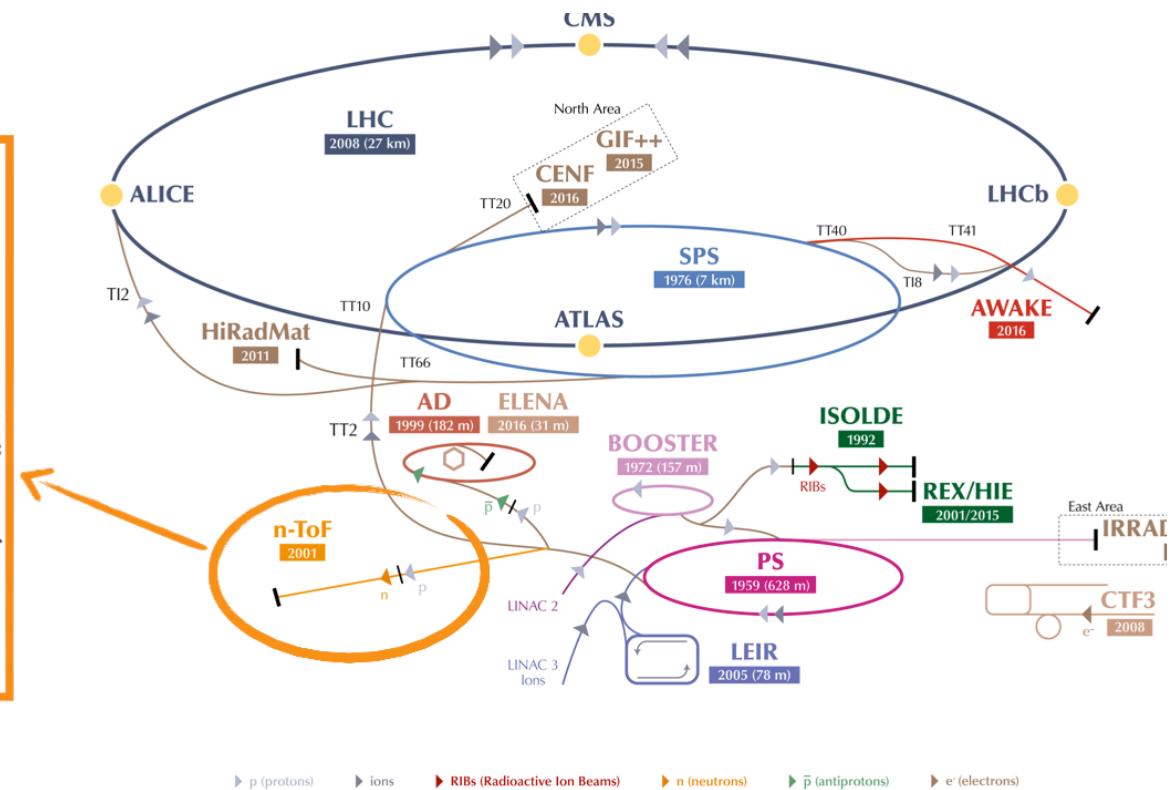 CMS
North Area
LHC
2008 (27 km)
GIF++
2015
CENF
2016
ALICE
LHCb
TT20
TT40
TT41
SPS
1976 (7 km)
TI8
TI2
TT10
ATLAS
AWAKE
2016
HiRadMat
2011
TT66
AD
1999 (182 m)
ELENA
2016 (31 m)
TT2
ISOLDE
1992
BOOSTER
1972 (157 m)
RIBs
REX/HIE
2001/2015
p̅
p
East Area
n-ToF
2001
IRRAD
PS
1959 (628 m)
n
p
LINAC 2
CTF3
2008
e-
LINAC 3
Ions
LEIR
2005 (78 m)
p (protons)
ions
RIBs (Radioactive Ion Beams)
n (neutrons)
p̅ (antiprotons)
e- (electrons)